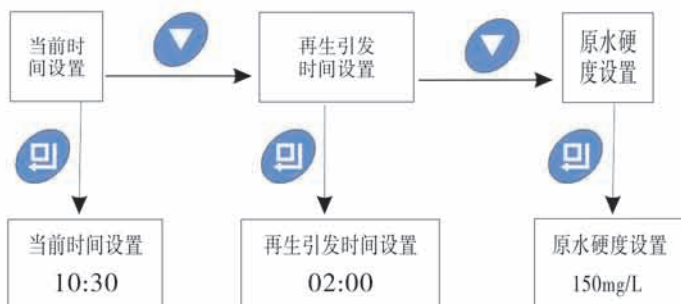 当前时
间设置
再生引发
时间设置
原水硬
度设置
当前时间设置
10:30
再生引发时间设置
02:00
原水硬度设置
150mg/L